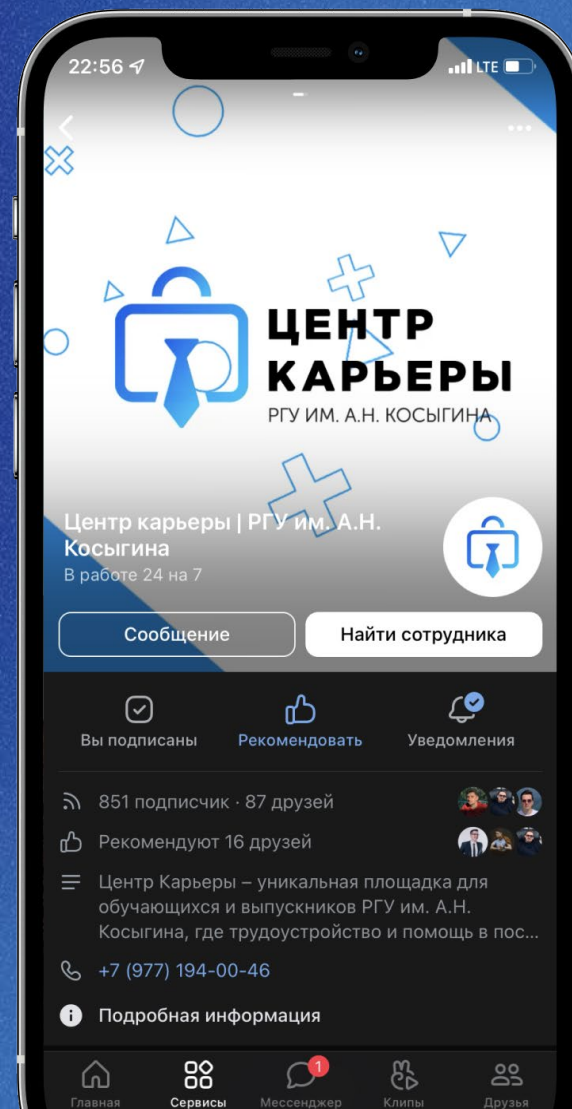 22:56
LTE
ЦЕНТР
КАРЬЕРЫ
РГУ ИМ. А.Н. КОСЫГИНА
Центр карьеры | РГУ им. А.Н.
Косыгина
В работе 24 на 7
Сообщение
Найти сотрудника
Вы подписаны
Рекомендовать
Уведомления
851 подписчик · 87 друзей
Рекомендуют 16 друзей
Центр Карьеры – уникальная площадка для
обучающихся и выпускников РГУ им. А.Н.
Косыгина, где трудоустройство и помощь в пос...
+7 (977) 194-00-46
Подробная информация
1
Главная
Сервисы
Мессенджер
Клипы
Друзья